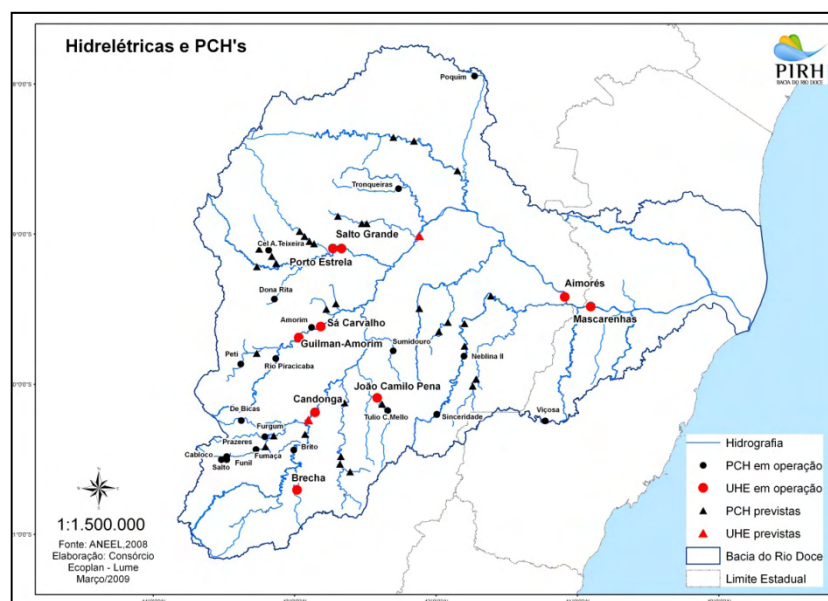 Hidrelétricas e PCH's
PIRH
BACIA DO RIO DOCE
Poquim
Tronqueiras
Salto Grande
Cel A.Teixeira
Porto Estrela
Aimorés
Dona Rita
Mascarenhas
Amorim
Sá Carvalho
Guilman-Amorim
Sumidouro
Peti
Rio Piracicaba
Neblina II
João Camilo Pena
Candonga
De Bicas
Tulio C.Mello
Sinceridade
Viçosa
Furgum
Prazeres
Brito
Caboclo
Fumaça
Funil
Salto
Brecha
1:1.500.000
Fonte: ANEEL,2008
Elaboração: Consórcio
Ecoplan - Lume
Março/2009
Hidrografia
PCH em operação
UHE em operação
PCH previstas
UHE previstas
Bacia do Rio Doce
Limite Estadual